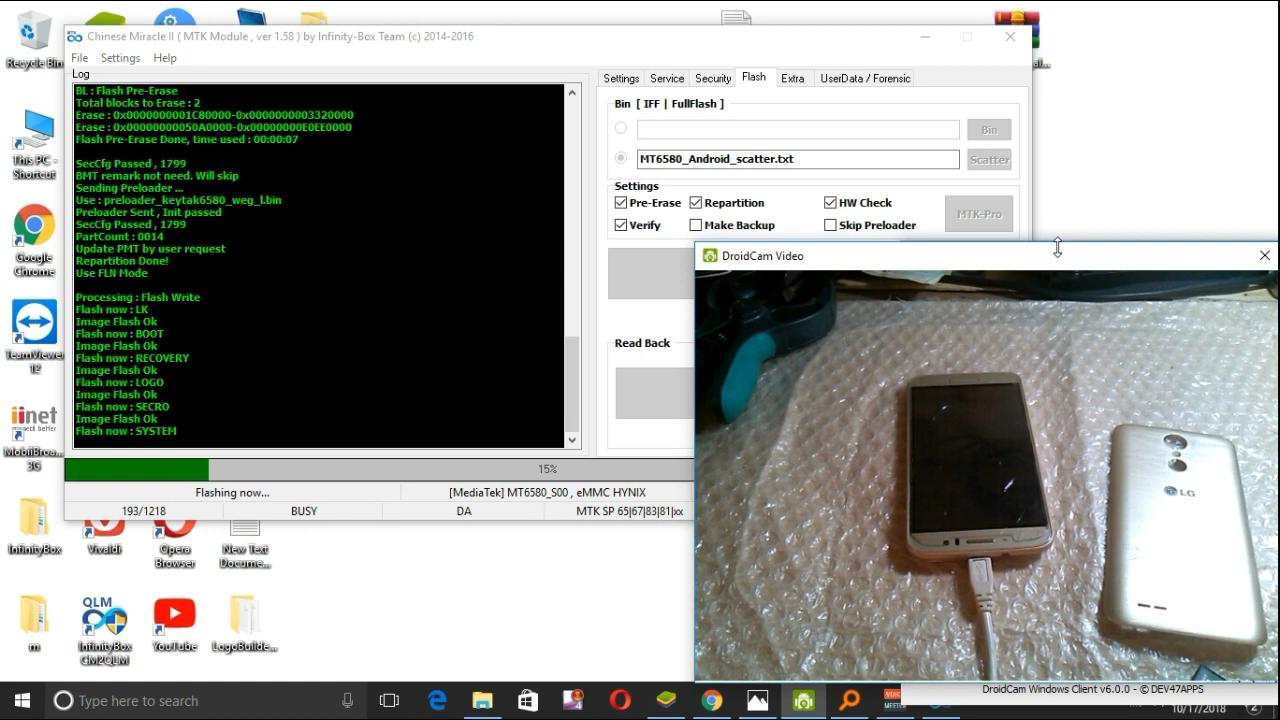 Chinese Miracle II ( MTK Module , ver 1.58 ) by Infinity-Box Team (c) 2014-2016
File Settings Help
Log
BL : Flash Pre-Erase
Total blocks to Erase : 2
Erase : 0x0000000001C80000-0x0000000003320000
Erase : 0x00000000050A0000-0x00000000E0EE0000
Flash Pre-Erase Done, time used : 00:00:07
SecCfg Passed , 1799
BMT remark not need. Will skip
Sending Preloader ...
Use : preloader_keytak6580_weg_l.bin
Preloader Sent , Init passed
SecCfg Passed , 1799
PartCount : 0014
Update PMT by user request
Repartition Done!
Use FLN Mode
Processing : Flash Write
Flash now : LK
Image Flash Ok
Flash now : BOOT
Image Flash Ok
Flash now : RECOVERY
Image Flash Ok
Flash now : LOGO
Image Flash Ok
Flash now : SECRO
Image Flash Ok
Flash now : SYSTEM
Settings Service Security Flash Extra UserData / Forensic
Bin [ IFF | FullFlash ]
Bin
MT6580_Android_scatter.txt Scatter
Settings
Pre-Erase Repartition HW Check
MTK-Pro
Verify Make Backup Skip Preloader
Read Back
15%
Flashing now... [MediaTek] MT6580_S00 , eMMC HYNIX
193/1218 BUSY DA MTK SP 65|67|83|81|xx
DroidCam Video
LG
Recycle Bin
This PC -
Shortcut
Google
Chrome
TeamViewer
12
iinet
connect better
MobilBroa...
3G
InfinityBox
Vivaldi
Opera
Browser
New Text
Docume...
m
QLM
InfinityBox
CM2QLM
YouTube
LogoBuilde...
al...
Type here to search
DroidCam Windows Client v6.0.0 - © DEV47APPS
10/17/2018
2